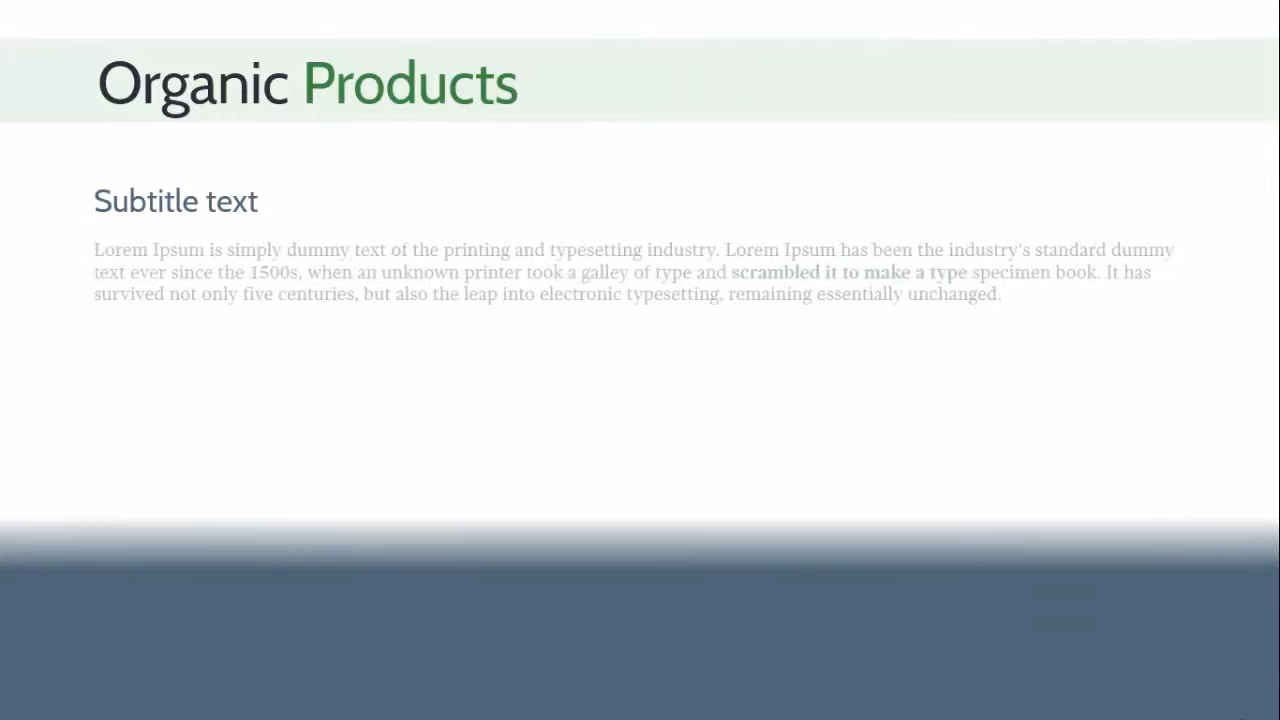 Organic Products
Subtitle text
Lorem Ipsum is simply dummy text of the printing and typesetting industry. Lorem Ipsum has been the industry's standard dummy
text ever since the 1500s, when an unknown printer took a galley of type and scrambled it to make a type specimen book. It has
survived not only five centuries, but also the leap into electronic typesetting, remaining essentially unchanged.